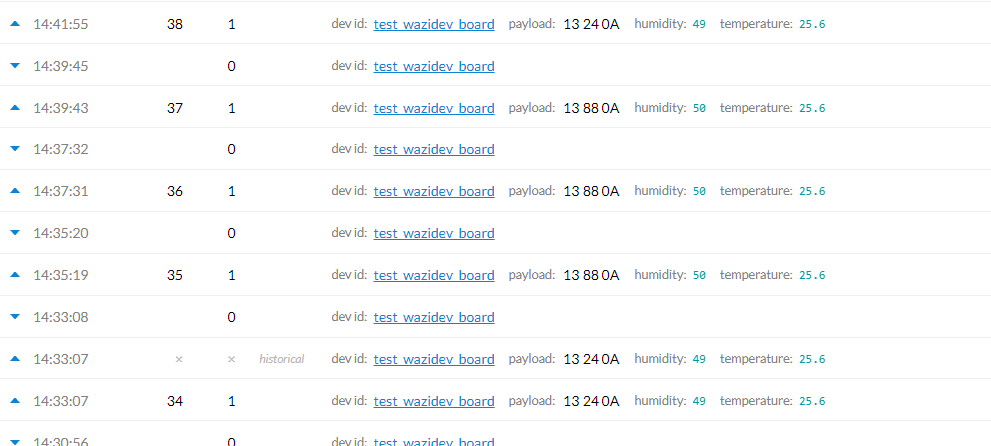 14:41:55 38 1 dev id: test_wazidev_board payload: 13 24 0A humidity: 49 temperature: 25.6
14:39:45 0 dev id: test_wazidev_board
14:39:43 37 1 dev id: test_wazidev_board payload: 13 88 0A humidity: 50 temperature: 25.6
14:37:32 0 dev id: test_wazidev_board
14:37:31 36 1 dev id: test_wazidev_board payload: 13 88 0A humidity: 50 temperature: 25.6
14:35:20 0 dev id: test_wazidev_board
14:35:19 35 1 dev id: test_wazidev_board payload: 13 88 0A humidity: 50 temperature: 25.6
14:33:08 0 dev id: test_wazidev_board
14:33:07 × × historical dev id: test_wazidev_board payload: 13 24 0A humidity: 49 temperature: 25.6
14:33:07 34 1 dev id: test_wazidev_board payload: 13 24 0A humidity: 49 temperature: 25.6
14:30:56 0 dev id: test_wazidev_board